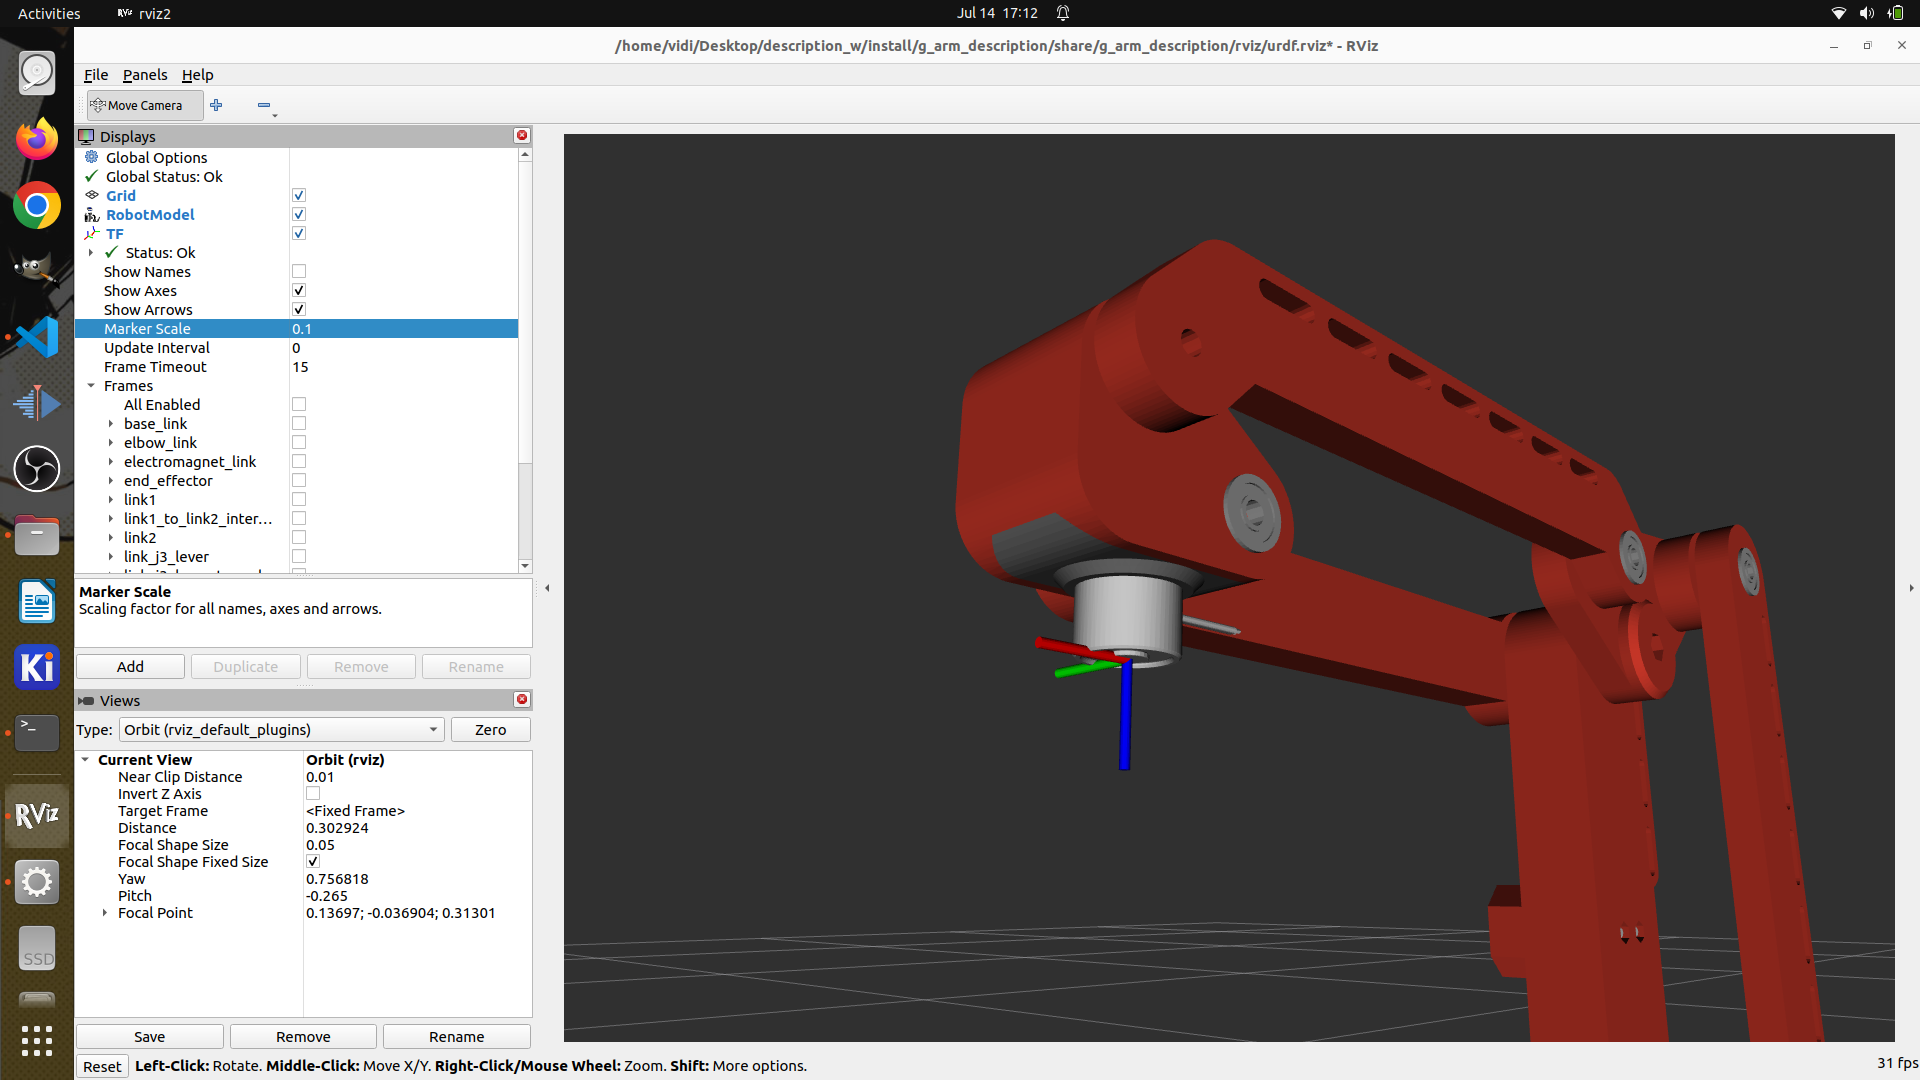 Activities
RViz rviz2
Jul 14 17:12
/home/vidi/Desktop/description_w/install/g_arm_description/share/g_arm_description/rviz/urdf.rviz* - RViz
File Panels Help
Move Camera
Displays
Global Options
Global Status: Ok
Grid
RobotModel
TF
Status: Ok
Show Names
Show Axes
Show Arrows
Marker Scale 0.1
Update Interval 0
Frame Timeout 15
Frames
All Enabled
base_link
elbow_link
electromagnet_link
end_effector
link1
link1_to_link2_inter...
link2
link_j3_lever
Marker Scale
Scaling factor for all names, axes and arrows.
Add Duplicate Remove Rename
Views
Type: Orbit (rviz_default_plugins) Zero
Current View Orbit (rviz)
Near Clip Distance 0.01
Invert Z Axis
Target Frame <Fixed Frame>
Distance 0.302924
Focal Shape Size 0.05
Focal Shape Fixed Size
Yaw 0.756818
Pitch -0.265
Focal Point 0.13697; -0.036904; 0.31301
Save Remove Rename
Reset Left-Click: Rotate. Middle-Click: Move X/Y. Right-Click/Mouse Wheel: Zoom. Shift: More options.
31 fps
Ki
>_
RViz
SSD